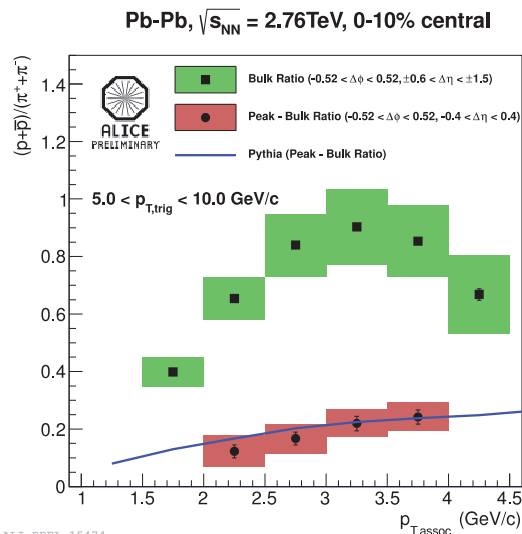 Pb-Pb, √s_NN = 2.76TeV, 0-10% central
(p+p̅)/(π⁺+π⁻)
1.4
1.2
1
0.8
0.6
0.4
0.2
0
ALICE
PRELIMINARY
Bulk Ratio (-0.52 < Δϕ < 0.52, ±0.6 < Δη < ±1.5)
Peak - Bulk Ratio (-0.52 < Δϕ < 0.52, -0.4 < Δη < 0.4)
Pythia (Peak - Bulk Ratio)
5.0 < p_T,trig < 10.0 GeV/c
1 1.5 2 2.5 3 3.5 4 4.5
p_T,assoc (GeV/c)